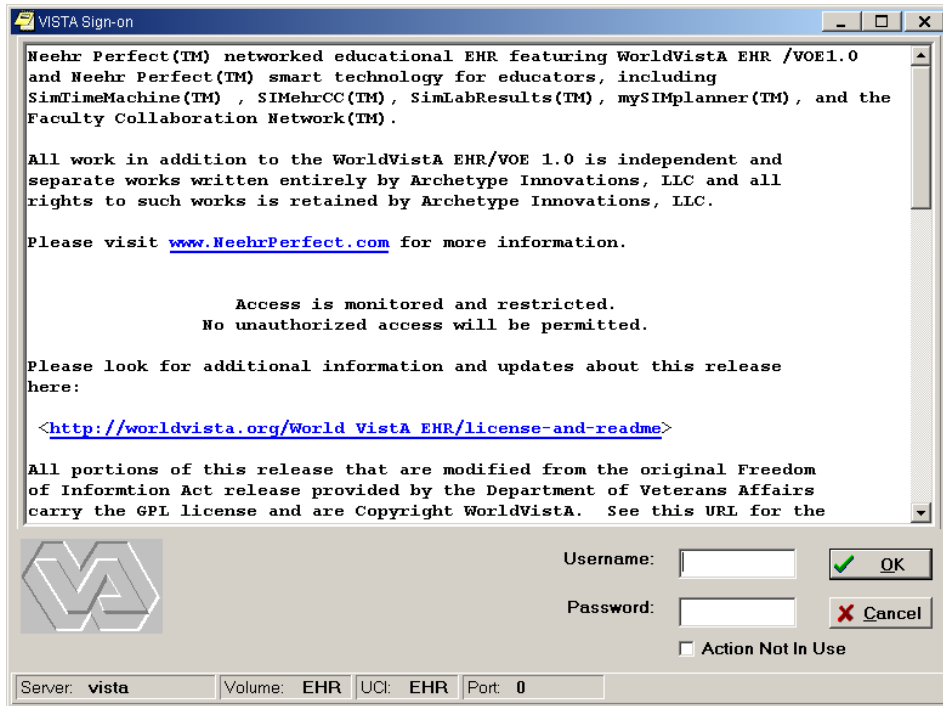 VISTA Sign-on
Neehr Perfect(TM) networked educational EHR featuring WorldVistA EHR /VOE1.0
and Neehr Perfect(TM) smart technology for educators, including
SimTimeMachine(TM) , SIMehrCC(TM), SimLabResults(TM), mySIMplanner(TM), and the
Faculty Collaboration Network(TM).
All work in addition to the WorldVistA EHR/VOE 1.0 is independent and
separate works written entirely by Archetype Innovations, LLC and all
rights to such works is retained by Archetype Innovations, LLC.
Please visit www.NeehrPerfect.com for more information.
Access is monitored and restricted.
No unauthorized access will be permitted.
Please look for additional information and updates about this release
here:
<http://worldvista.org/World VistA EHR/license-and-readme>
All portions of this release that are modified from the original Freedom
of Informtion Act release provided by the Department of Veterans Affairs
carry the GPL license and are Copyright WorldVistA. See this URL for the
Username:
OK
Password:
Cancel
Action Not In Use
Server: vista Volume: EHR UCI: EHR Port: 0